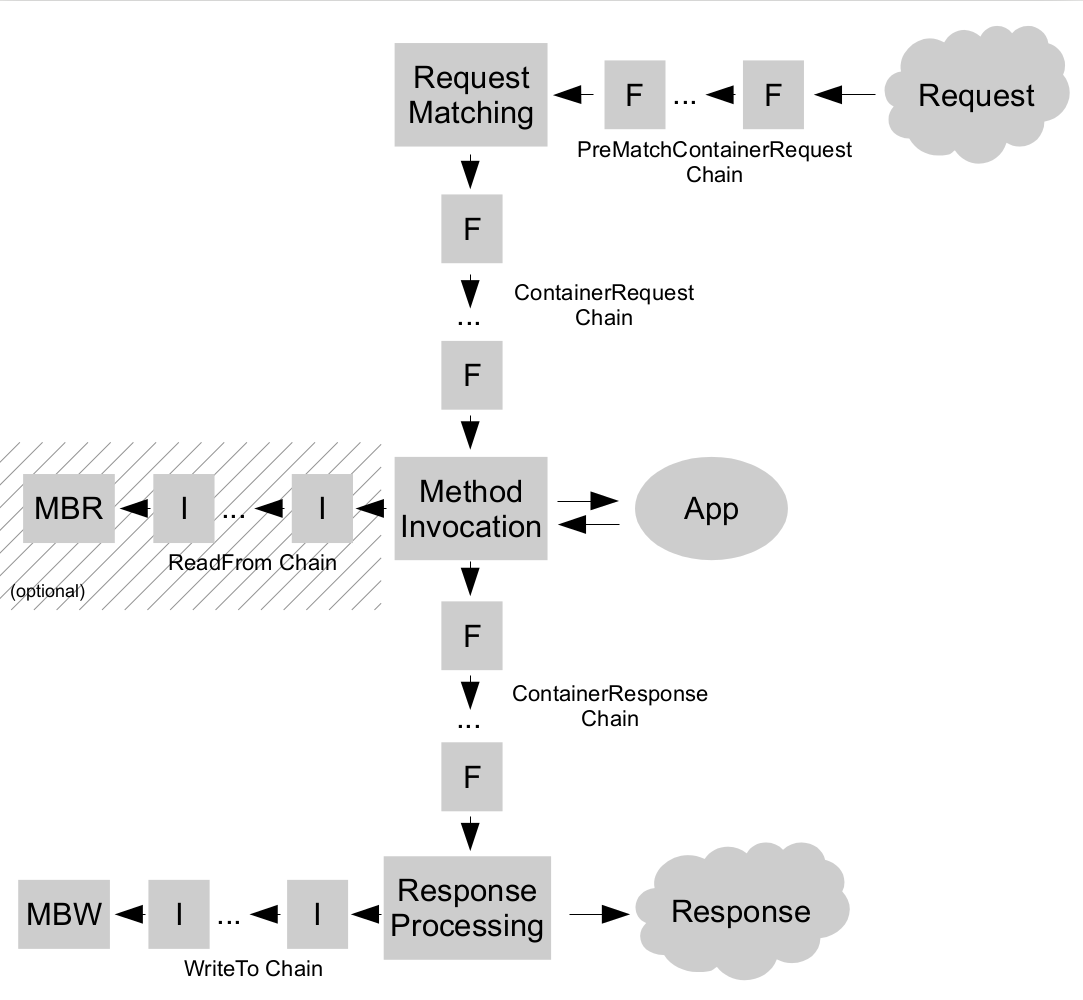 Request
Matching
F
...
F
Request
PreMatchContainerRequest
Chain
F
ContainerRequest
Chain
...
F
MBR
I
...
I
Method
Invocation
App
ReadFrom Chain
(optional)
F
ContainerResponse
Chain
...
F
MBW
I
...
I
Response
Processing
Response
WriteTo Chain